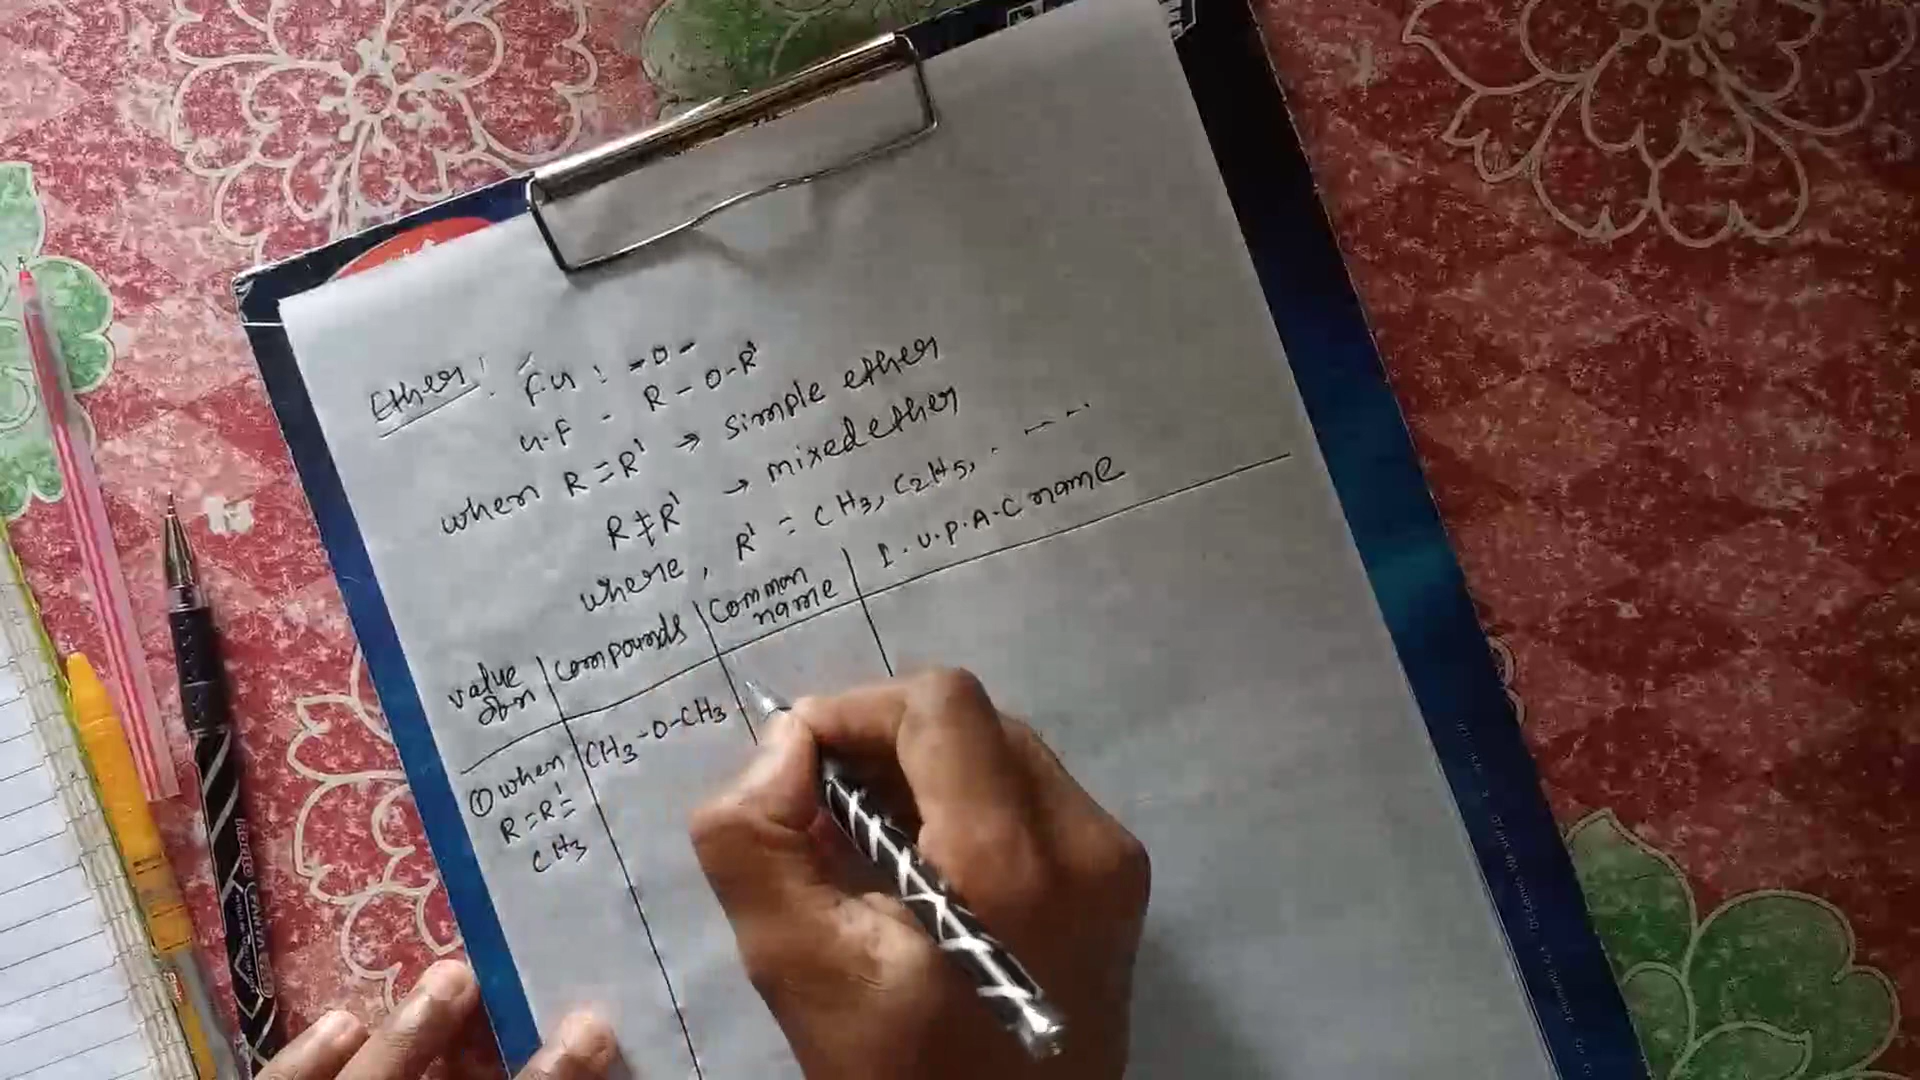 Ether: F.G : -O-
G.F - R-O-R'
when R=R' → simple ether
R≠R' → mixed ether
where, R' = CH3, C2H5, . — —.
value of n | compounds | Common name | I.U.P.A.C name
① when R=R'= CH3 | CH3-O-CH3